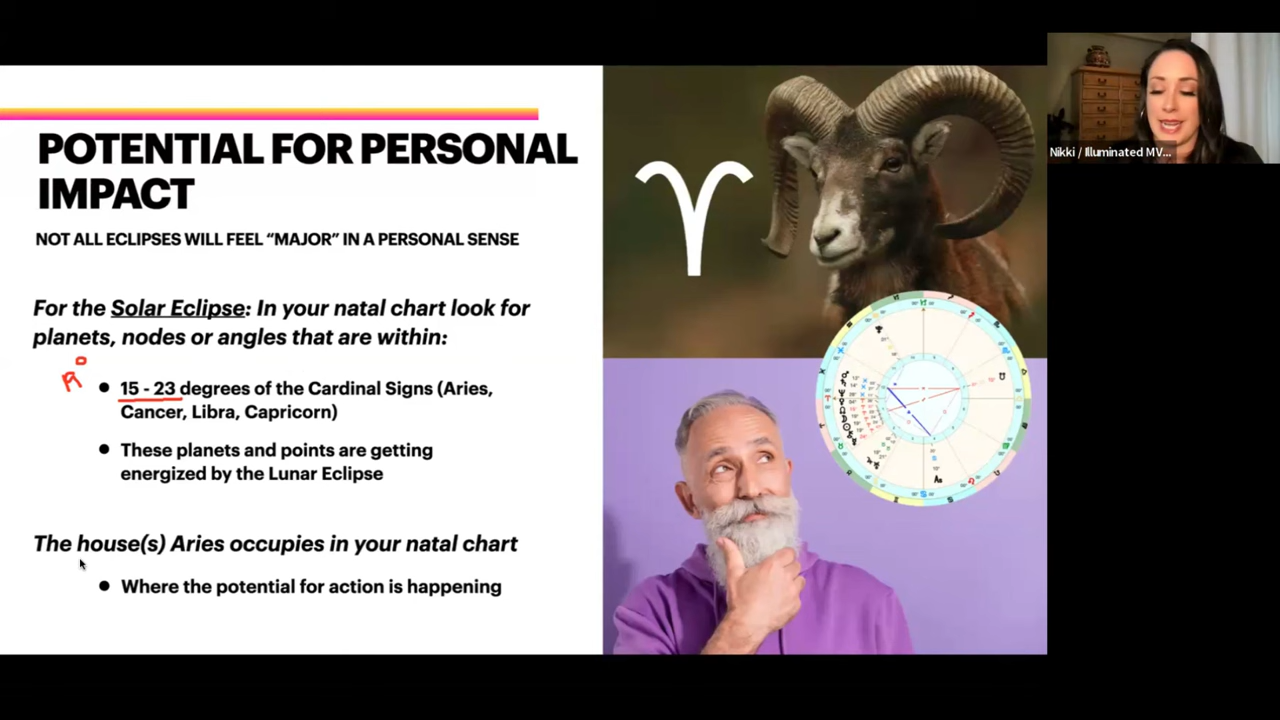 POTENTIAL FOR PERSONAL
IMPACT
NOT ALL ECLIPSES WILL FEEL “MAJOR” IN A PERSONAL SENSE
For the Solar Eclipse: In your natal chart look for
planets, nodes or angles that are within:
15 - 23 degrees of the Cardinal Signs (Aries,
Cancer, Libra, Capricorn)
These planets and points are getting
energized by the Lunar Eclipse
The house(s) Aries occupies in your natal chart
Where the potential for action is happening
Nikki / Illuminated MV...